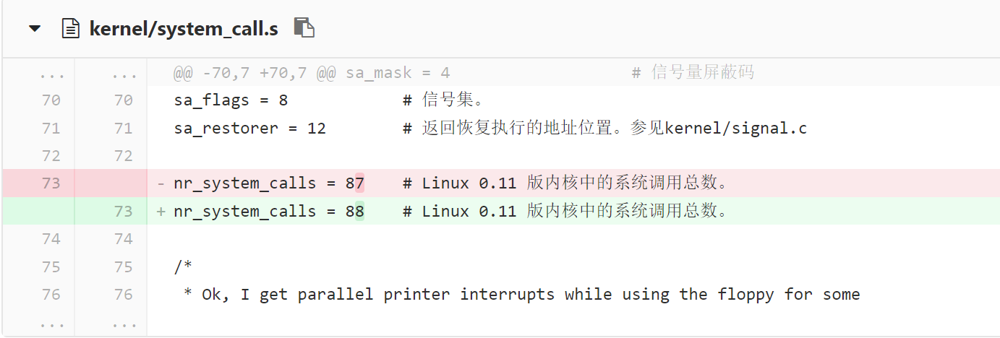 kernel/system_call.s
... ... @@ -70,7 +70,7 @@ sa_mask = 4 # 信号量屏蔽码
70 70 sa_flags = 8 # 信号集。
71 71 sa_restorer = 12 # 返回恢复执行的地址位置。参见kernel/signal.c
72 72
73 - nr_system_calls = 87 # Linux 0.11 版内核中的系统调用总数。
73 + nr_system_calls = 88 # Linux 0.11 版内核中的系统调用总数。
74 74
75 75 /*
76 76 * Ok, I get parallel printer interrupts while using the floppy for some
... ...